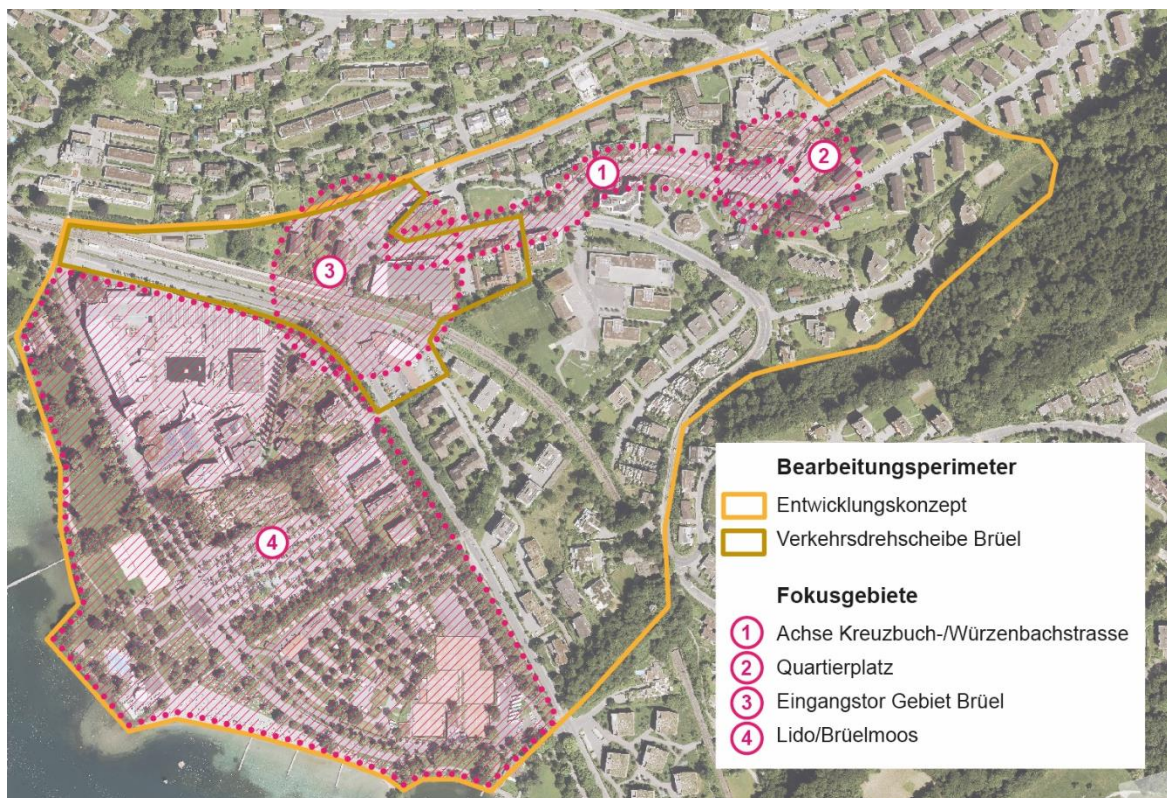 1
2
3
4
Bearbeitungsperimeter
Entwicklungskonzept
Verkehrsdrehscheibe Brüel
Fokusgebiete
1 Achse Kreuzbuch-/Würzenbachstrasse
2 Quartierplatz
3 Eingangstor Gebiet Brüel
4 Lido/Brüelmoos